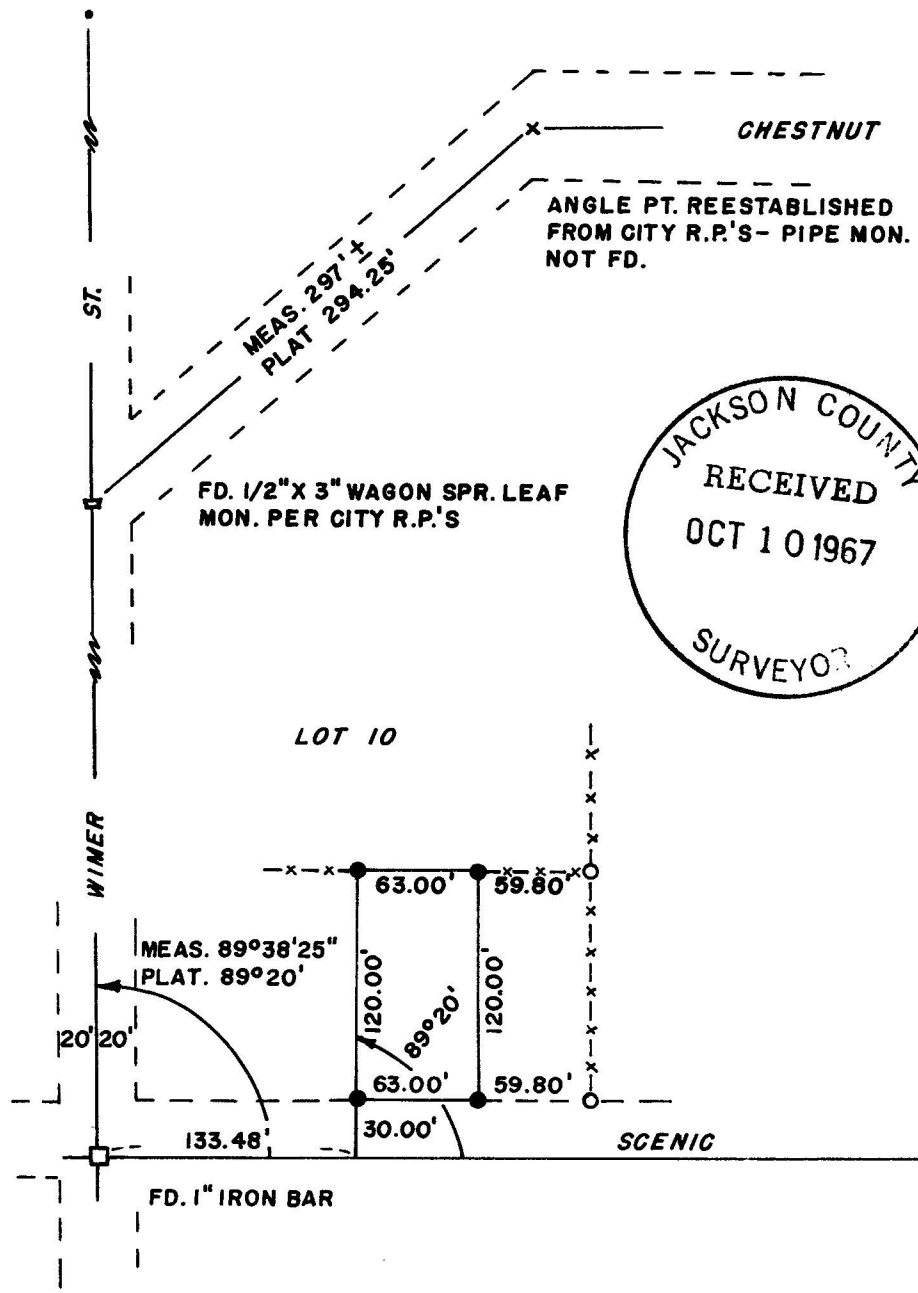 CHESTNUT
ANGLE PT. REESTABLISHED
FROM CITY R.P.'S - PIPE MON.
NOT FD.
ST.
MEAS. 297'±
PLAT 294.25'
JACKSON COUNTY
RECEIVED
OCT 10 1967
SURVEYOR
FD. 1/2" X 3" WAGON SPR. LEAF
MON. PER CITY R.P.'S
LOT 10
WIMER
63.00' 59.80'
MEAS. 89°38'25"
PLAT. 89°20'
120.00' 89°20' 120.00'
20' 20'
63.00' 59.80'
133.48' 30.00'
SCENIC
FD. 1" IRON BAR